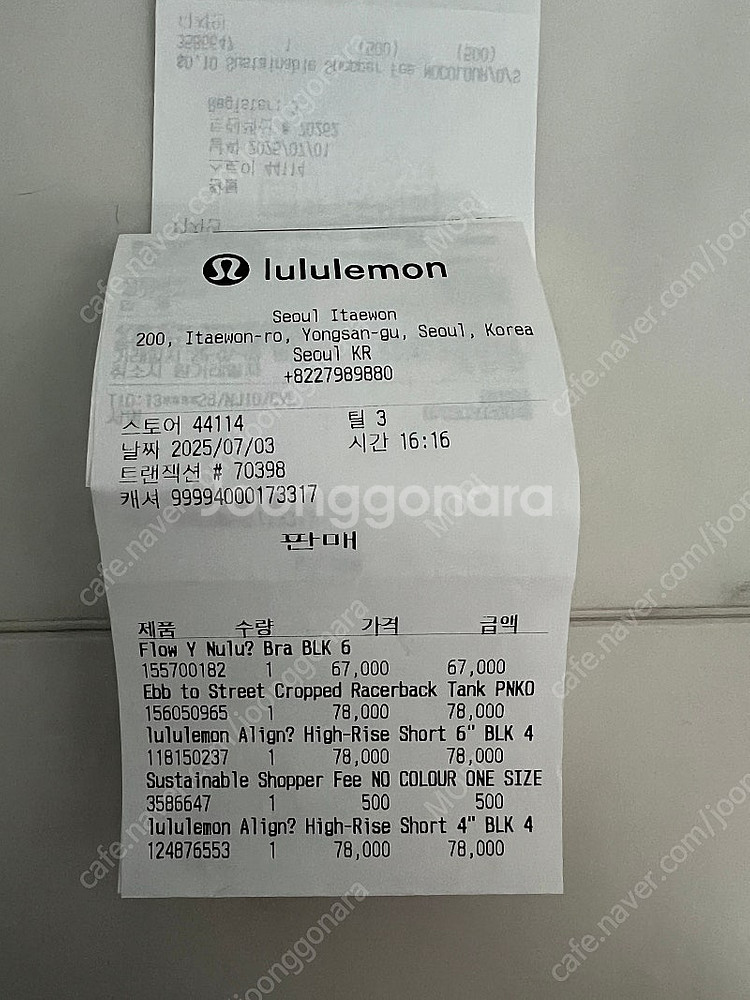 lululemon
Seoul Itaewon
200, Itaewon-ro, Yongsan-gu, Seoul, Korea
Seoul KR
+8227989880
스토어 44114 틸 3
날짜 2025/07/03 시간 16:16
트랜잭션 # 70398
캐셔 99994000173317
joonggonara
판매
제품 수량 가격 금액
Flow Y Nulu? Bra BLK 6
155700182 1 67,000 67,000
Ebb to Street Cropped Racerback Tank PNKO
156050965 1 78,000 78,000
lululemon Align? High-Rise Short 6" BLK 4
118150237 1 78,000 78,000
Sustainable Shopper Fee NO COLOUR ONE SIZE
3586647 1 500 500
lululemon Align? High-Rise Short 4" BLK 4
124876553 1 78,000 78,000